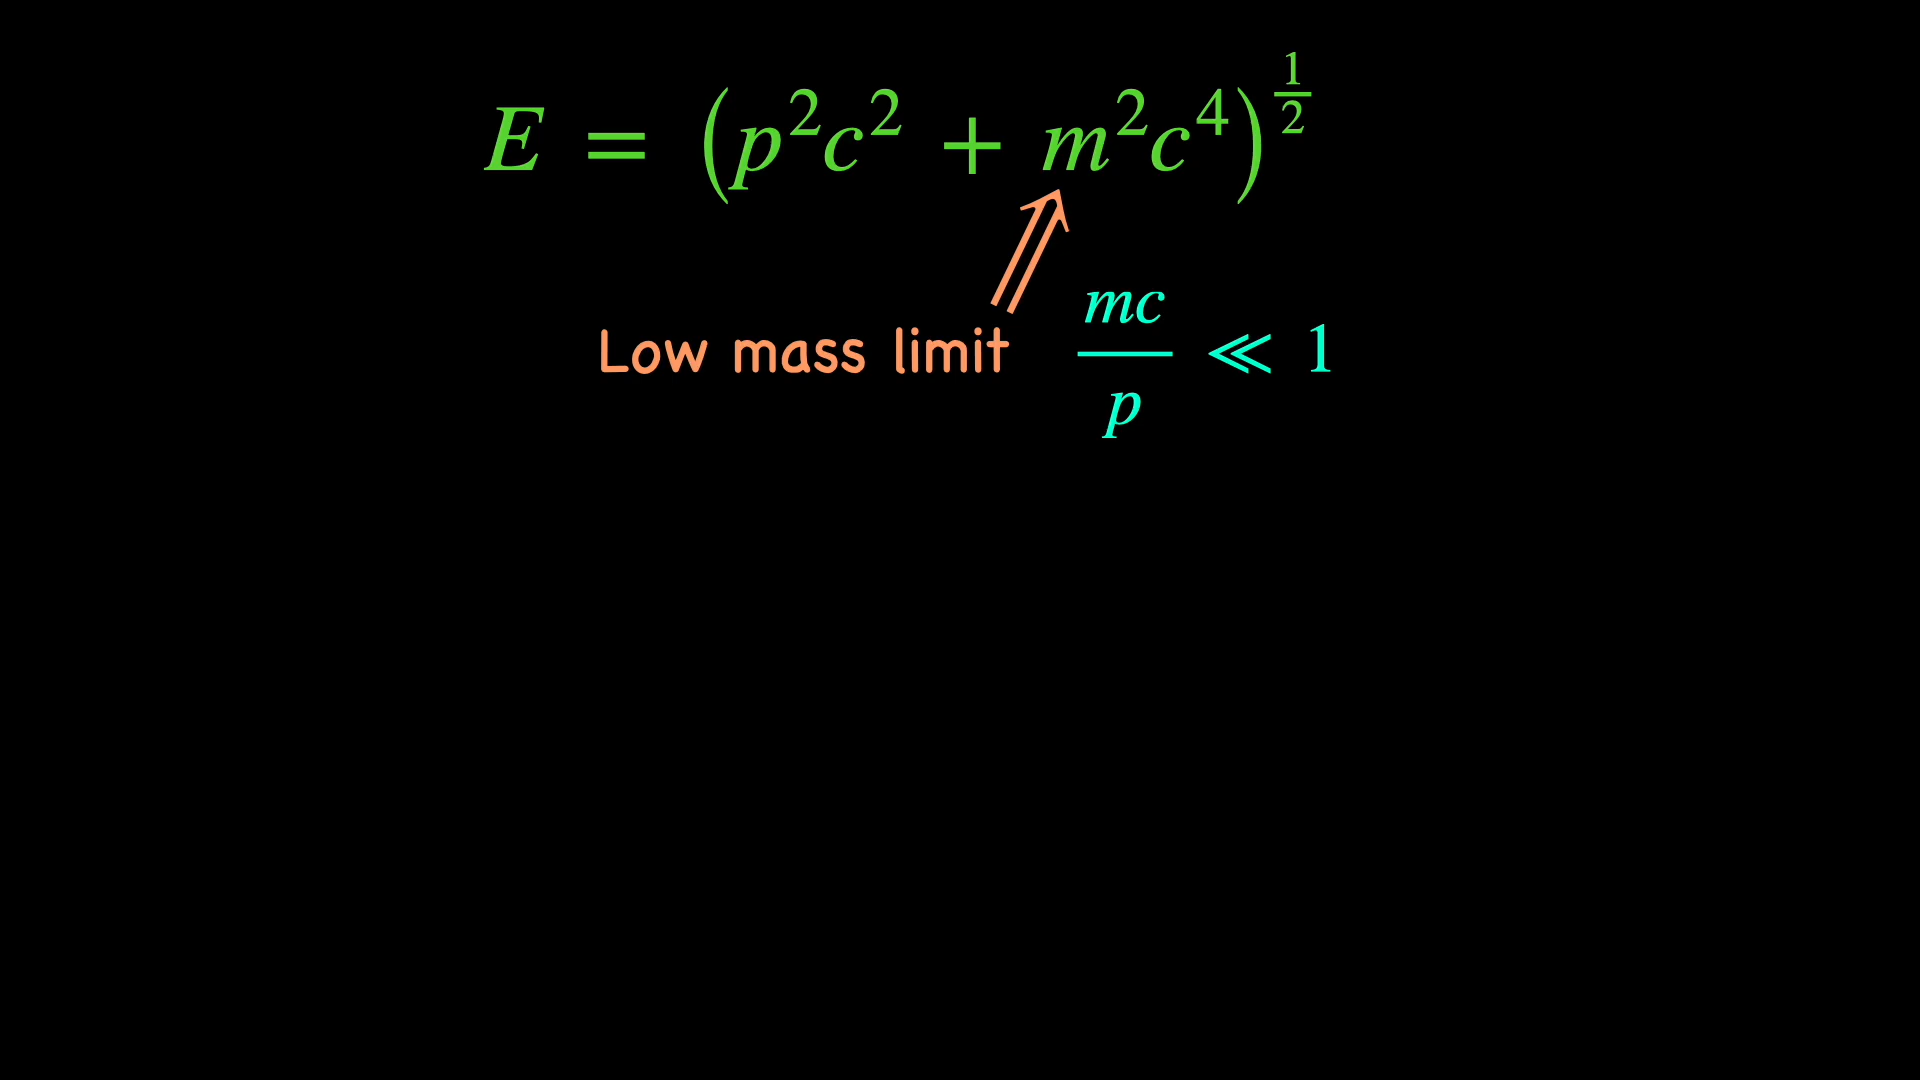 E = (p²c² + m²c⁴)^(1/2)
Low mass limit mc/p ≪ 1